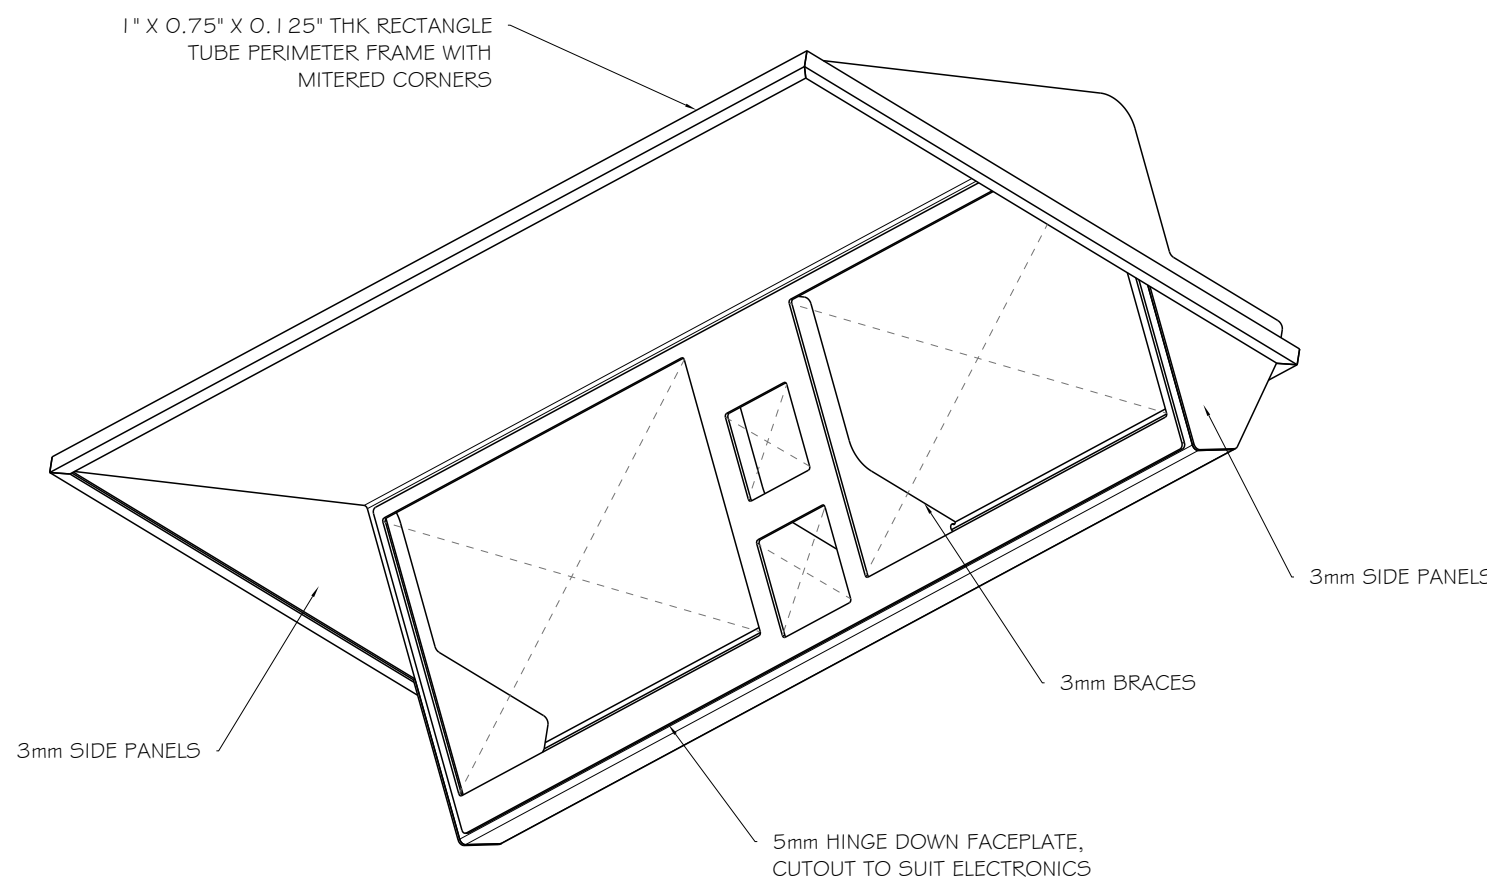 1" X 0.75" X 0.125" THK RECTANGLE
TUBE PERIMETER FRAME WITH
MITERED CORNERS
3mm SIDE PANELS
3mm BRACES
3mm SIDE PANELS
5mm HINGE DOWN FACEPLATE,
CUTOUT TO SUIT ELECTRONICS